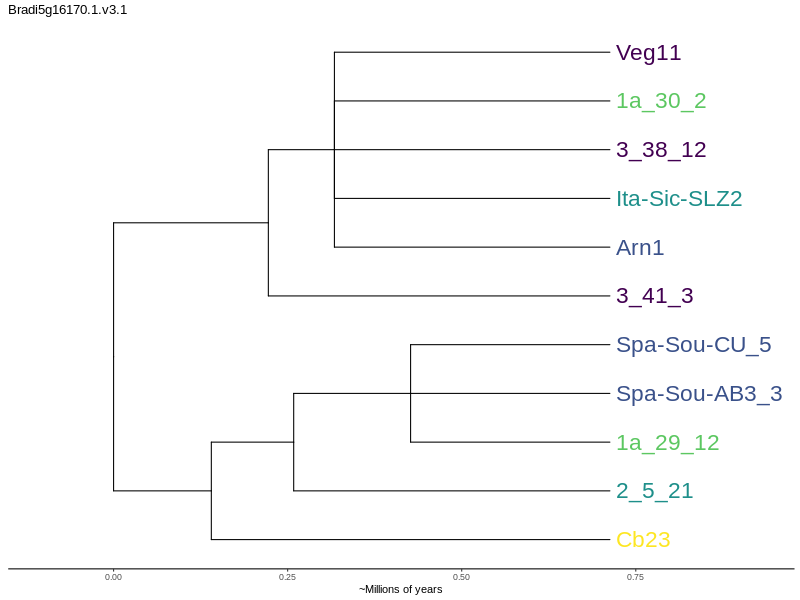 Bradi5g16170.1.v3.1
Veg11
1a_30_2
3_38_12
Ita-Sic-SLZ2
Arn1
3_41_3
Spa-Sou-CU_5
Spa-Sou-AB3_3
1a_29_12
2_5_21
Cb23
0.00 0.25 0.50 0.75
~Millions of years